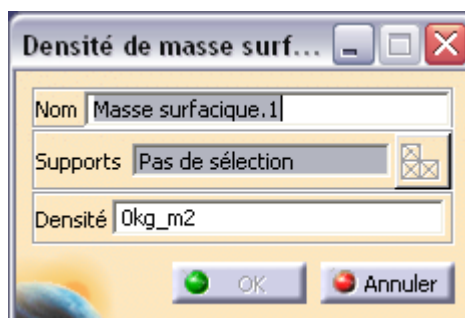 Densité de masse surf...
Nom Masse surfacique.1
Supports Pas de sélection
Densité 0kg_m2
OK Annuler